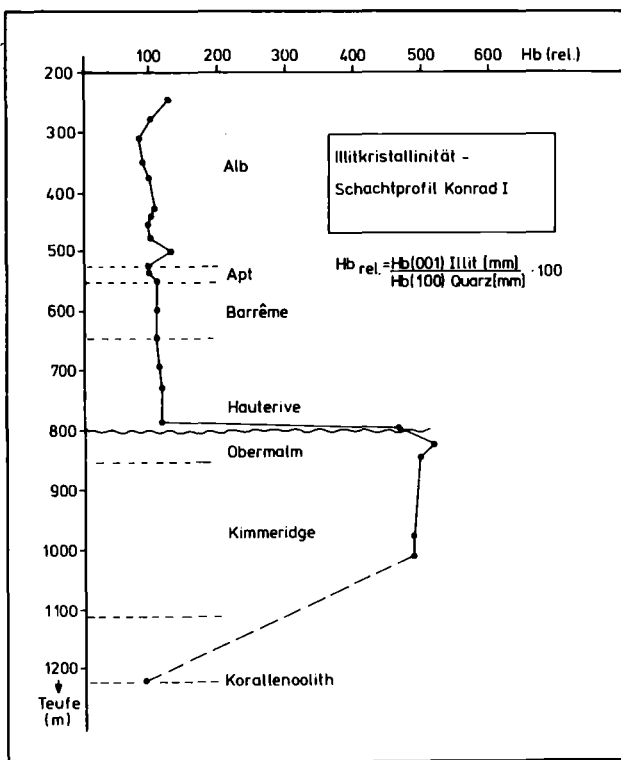 100 200 300 400 500 600 Hb (rel.)
200
300
400
500
600
700
800
900
1000
1100
1200
Teufe
(m)
Alb
Apt
Barrême
Hauterive
Obermalm
Kimmeridge
Korallenoolith
Illitkristallinität -
Schachtprofil Konrad I
Hb rel. = Hb(001) Illit (mm) · 100
Hb(100) Quarz(mm)